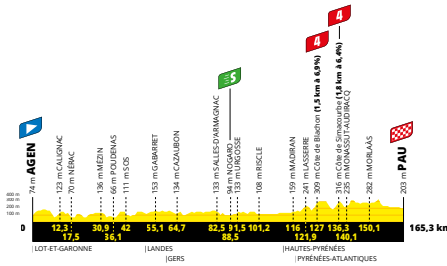 4
4
S
74 m AGEN
123 m CALIGNAC
70 m NÉRAC
136 m MÉZIN
66 m POUDENAS
111 m SOS
153 m GABARRET
134 m CAZAUBON
133 m SALLES-D'ARMAGNAC
94 m NOGARO
133 m URGOSSE
108 m RISCLE
159 m MADIRAN
241 m LASSERRE
309 m Côte de Blachon (1,5 km à 6,9%)
316 m Côte de Simacourbe (1,8 km à 6,4%)
235 m MONASSUT-AUDIRACQ
282 m MORLAÀS
203 m PAU
400 m
300 m
200 m
100 m
0 12,3 30,9 42 55,1 64,7 82,5 91,5 101,2 116 127 136,3 150,1 165,3 km
17,5 36,1 88,5 121,9 140,1
LOT-ET-GARONNE LANDES HAUTES-PYRÉNÉES
GERS PYRÉNÉES-ATLANTIQUES